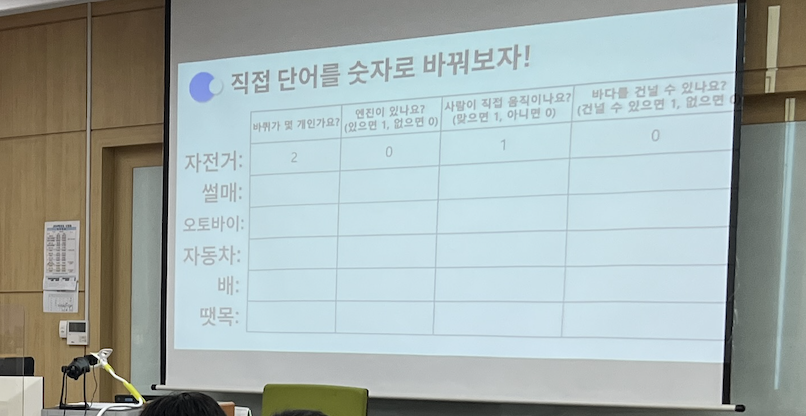 직접 단어를 숫자로 바꿔보자!
바퀴가 몇 개인가요?
엔진이 있나요?
(있으면 1, 없으면 0)
사람이 직접 움직이나요?
(맞으면 1, 아니면 0)
바다를 건널 수 있나요?
(건널 수 있으면 1, 없으면 0
자전거: 2 0 1 0
썰매:
오토바이:
자동차:
배:
땟목: